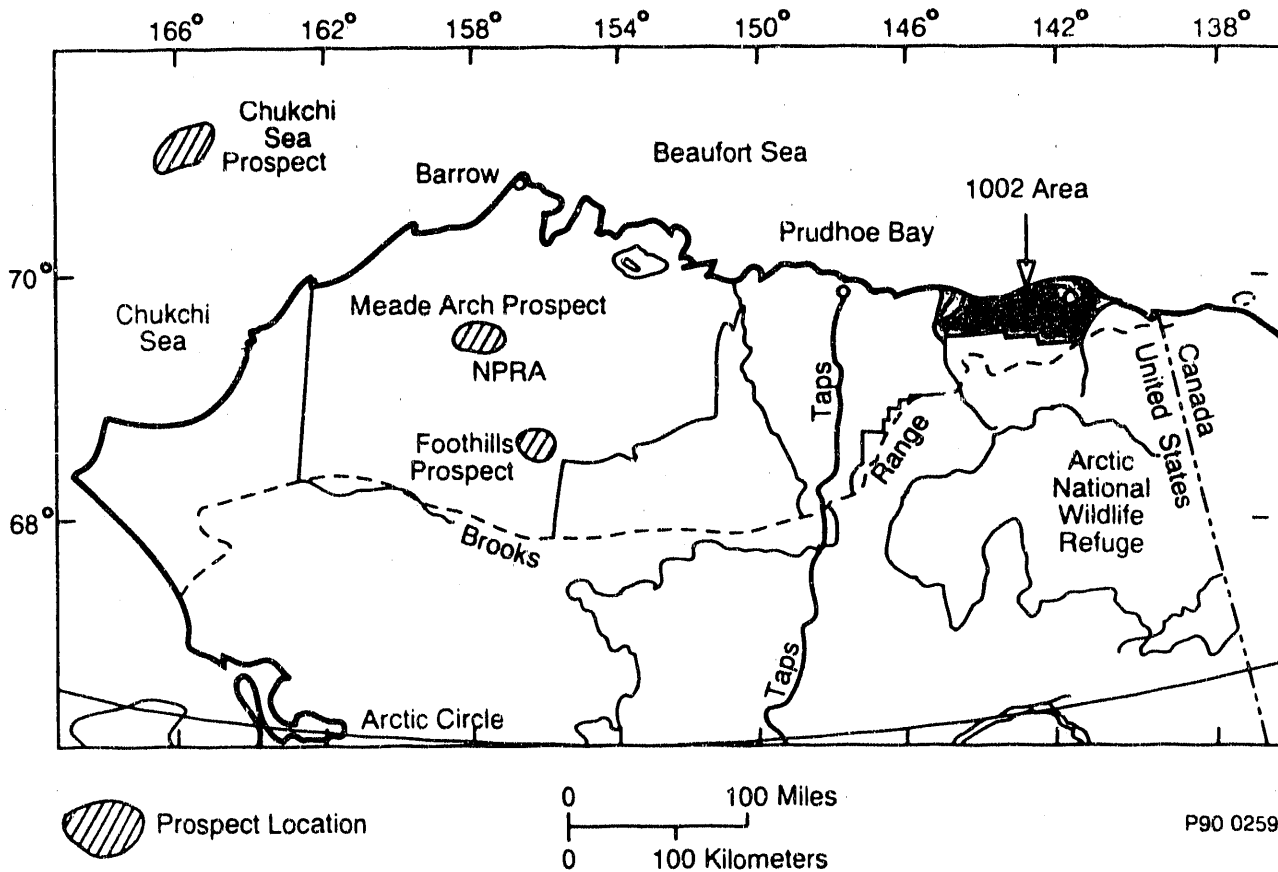 166° 162° 158° 154° 150° 146° 142° 138°
Chukchi
Sea
Prospect
Beaufort Sea
Barrow
1002 Area
Prudhoe Bay
70°
Chukchi
Sea
Meade Arch Prospect
NPRA
Taps
Canada
United States
Foothills
Prospect
Range
Arctic
National
Wildlife
Refuge
68°
Brooks
Taps
Arctic Circle
Prospect Location
0 100 Miles
0 100 Kilometers
P90 0259